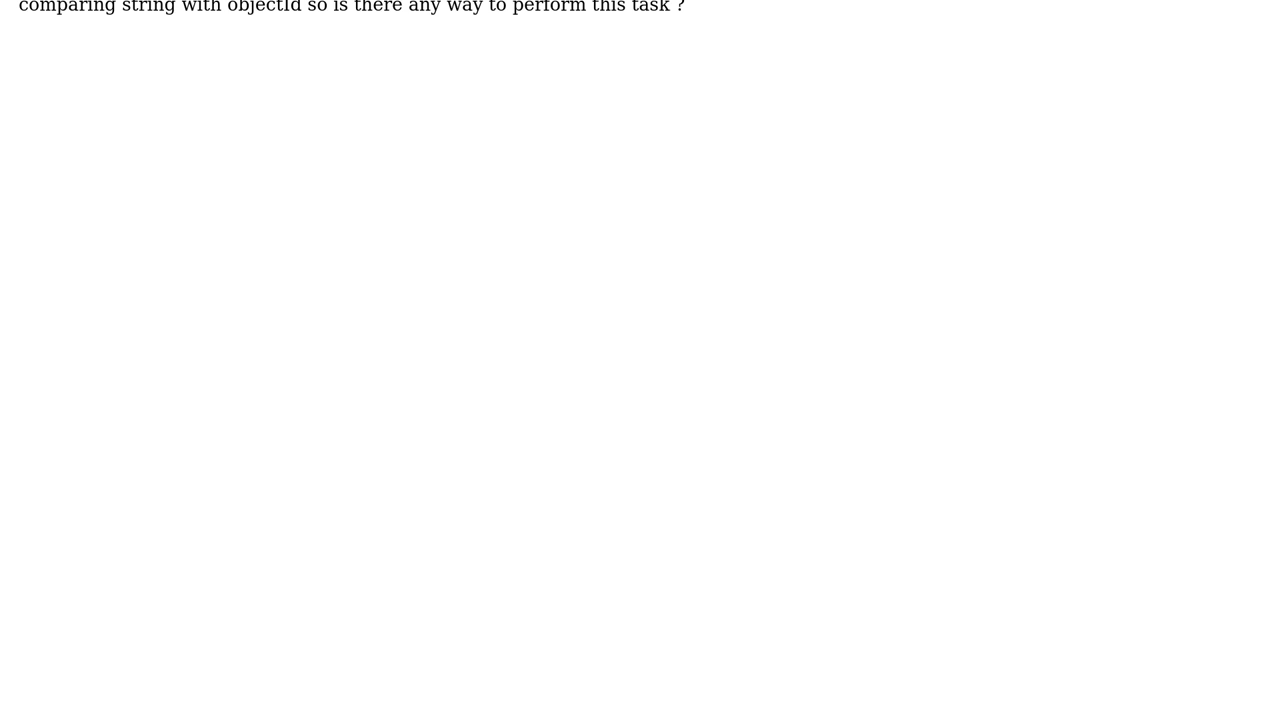 comparing string with objectId so is there any way to perform this task ?